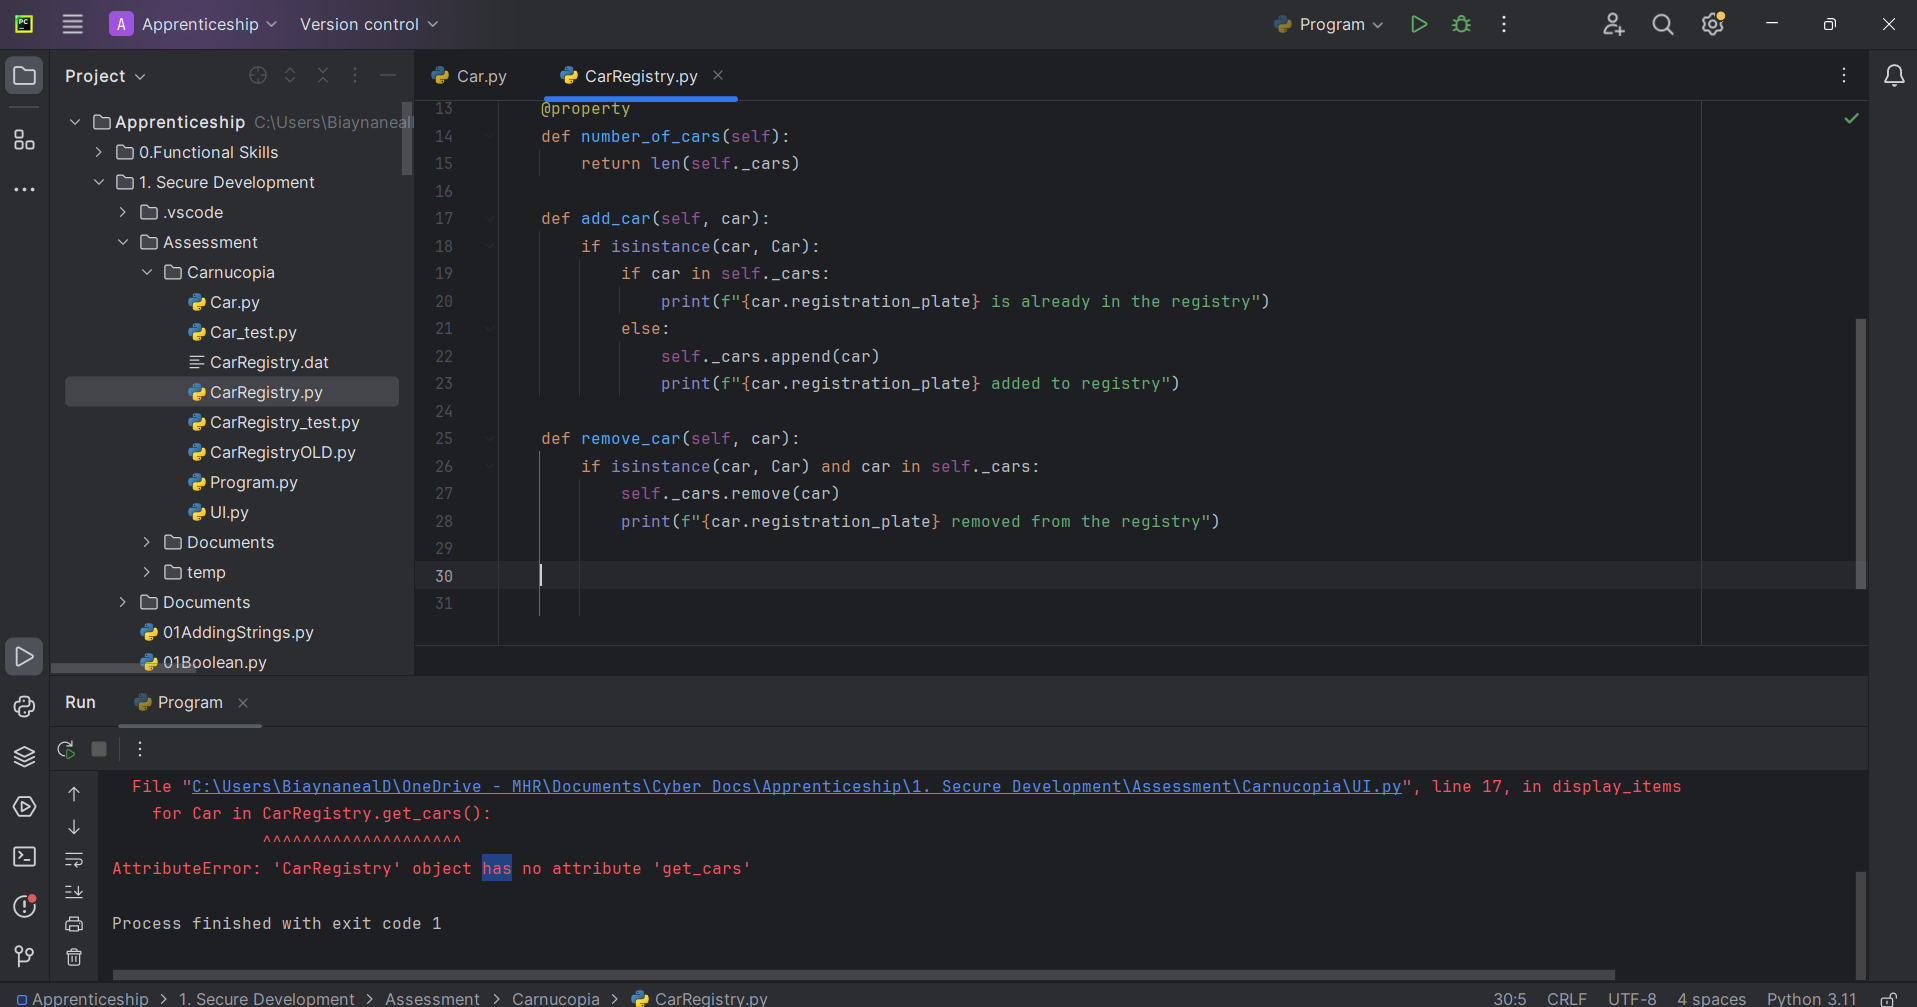 PC
A Apprenticeship
Version control
Program
Project
Apprenticeship C:\Users\Biaynaneall
0.Functional Skills
1. Secure Development
.vscode
Assessment
Carnucopia
Car.py
Car_test.py
CarRegistry.dat
CarRegistry.py
CarRegistry_test.py
CarRegistryOLD.py
Program.py
UI.py
Documents
temp
Documents
01AddingStrings.py
01Boolean.py
Car.py
CarRegistry.py
13 @property
14 def number_of_cars(self):
15 return len(self._cars)
16
17 def add_car(self, car):
18 if isinstance(car, Car):
19 if car in self._cars:
20 print(f"{car.registration_plate} is already in the registry")
21 else:
22 self._cars.append(car)
23 print(f"{car.registration_plate} added to registry")
24
25 def remove_car(self, car):
26 if isinstance(car, Car) and car in self._cars:
27 self._cars.remove(car)
28 print(f"{car.registration_plate} removed from the registry")
29
30
31
Run
Program
File "C:\Users\BiaynanealD\OneDrive - MHR\Documents\Cyber Docs\Apprenticeship\1. Secure Development\Assessment\Carnucopia\UI.py", line 17, in display_items
for Car in CarRegistry.get_cars():
^^^^^^^^^^^^^^^^^^^^
AttributeError: 'CarRegistry' object has no attribute 'get_cars'
Process finished with exit code 1
Apprenticeship > 1. Secure Development > Assessment > Carnucopia > CarRegistry.py
30:5 CRLF UTF-8 4 spaces Python 3.11